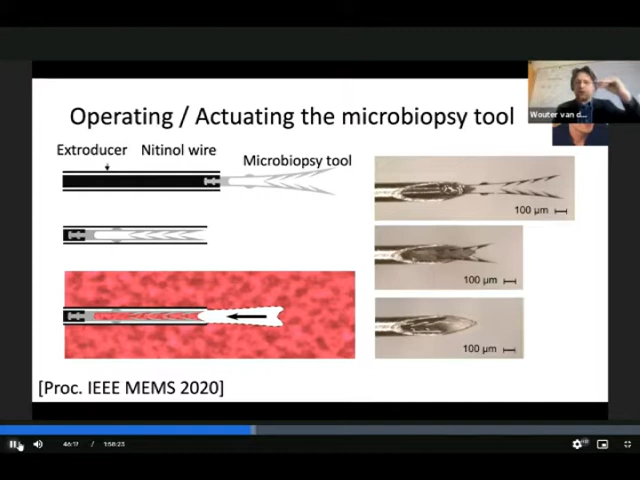 Operating / Actuating the microbiopsy tool
Wouter van d...
Extroducer Nitinol wire
Microbiopsy tool
100 µm
100 µm
100 µm
[Proc. IEEE MEMS 2020]
46:17 / 1:58:23